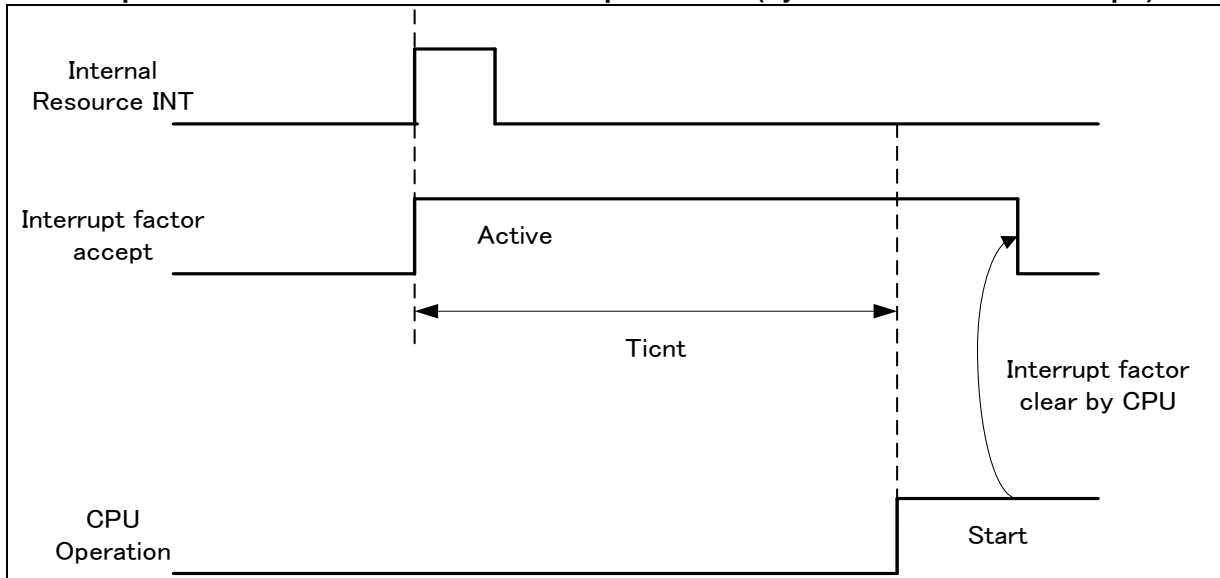 Internal
Resource INT
Interrupt factor
accept
Active
Ticnt
Interrupt factor
clear by CPU
CPU
Operation
Start